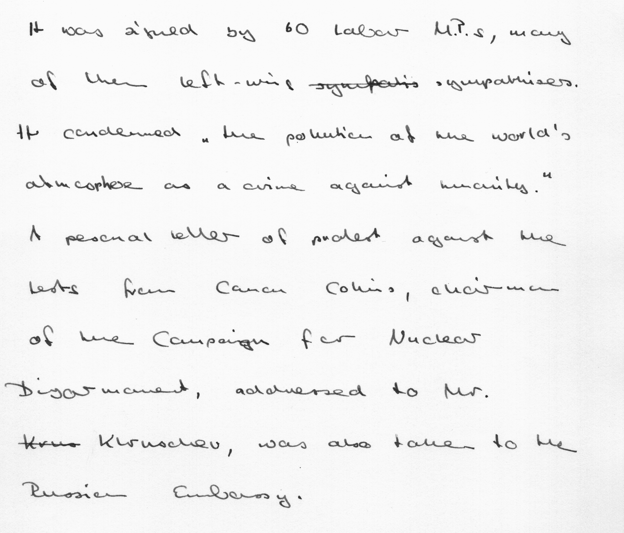 It was signed by 60 Labour M.P.s, many
of them left-wing sympathisers.
It condemned „the pollution of the world's
atmosphere as a crime against humanity."
A personal letter of protest against the
tests from Canon Collins, chairman
of the Campaign for Nuclear
Disarmament, addressed to Mr.
Khruschev, was also taken to the
Russian Embassy.